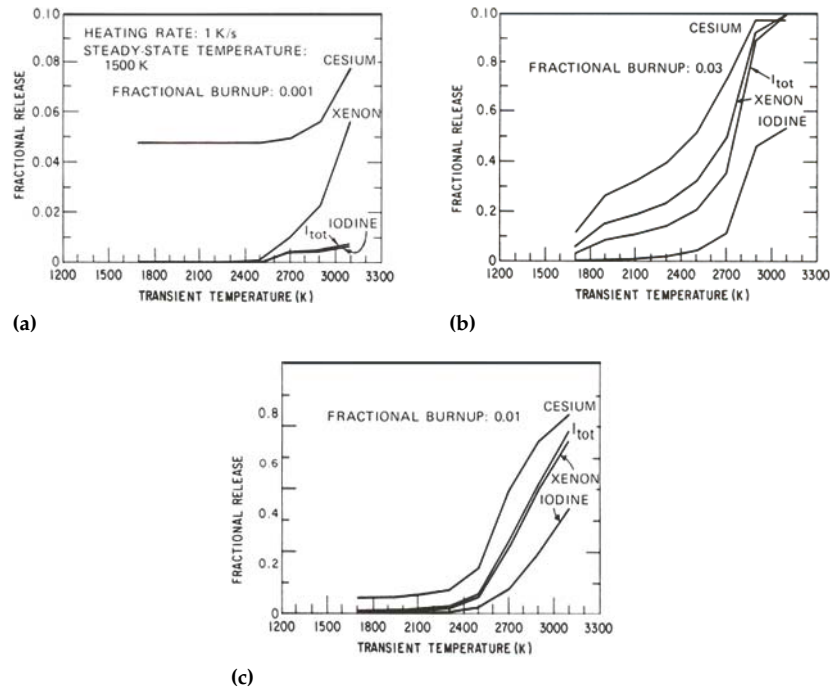 0.10
0.08
0.06
0.04
0.02
0
FRACTIONAL RELEASE
HEATING RATE: 1 K/s
STEADY-STATE TEMPERATURE:
1500 K
FRACTIONAL BURNUP: 0.001
CESIUM
XENON
IODINE
Itot
1200 1500 1800 2100 2400 2700 3000 3300
TRANSIENT TEMPERATURE (K)
(a)
1.0
0.8
0.6
0.4
0.2
0
FRACTIONAL RELEASE
CESIUM
FRACTIONAL BURNUP: 0.03
Itot
XENON
IODINE
1200 1500 1800 2100 2400 2700 3000 3300
TRANSIENT TEMPERATURE (K)
(b)
0.8
0.6
0.4
0.2
0
FRACTIONAL RELEASE
FRACTIONAL BURNUP: 0.01
CESIUM
Itot
XENON
IODINE
1200 1500 1800 2100 2400 2700 3000 3300
TRANSIENT TEMPERATURE (K)
(c)